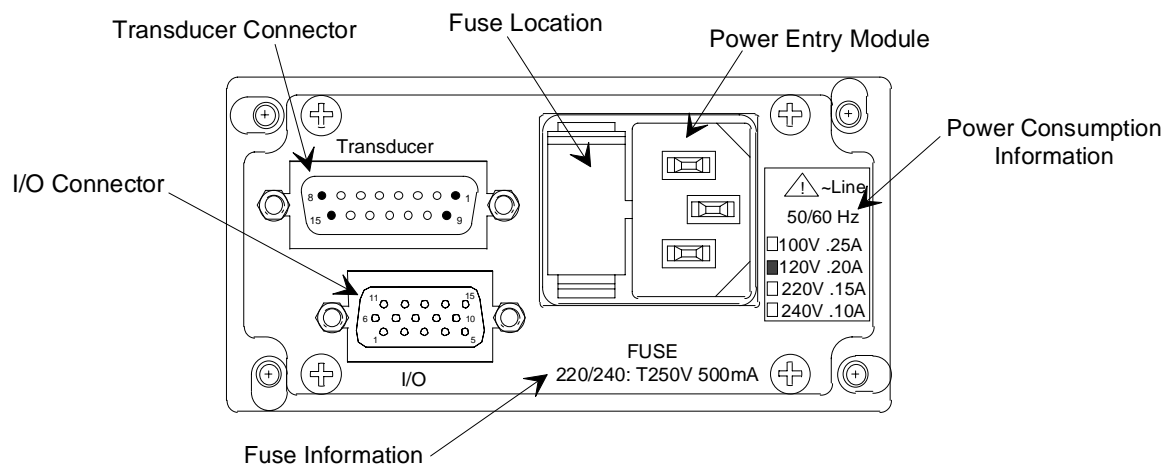 Transducer Connector
Fuse Location
Power Entry Module
Power Consumption
Information
I/O Connector
Transducer
8 1
15 9
11 15
6 10
1 5
I/O
~Line
50/60 Hz
100V .25A
120V .20A
220V .15A
240V .10A
FUSE
220/240: T250V 500mA
Fuse Information